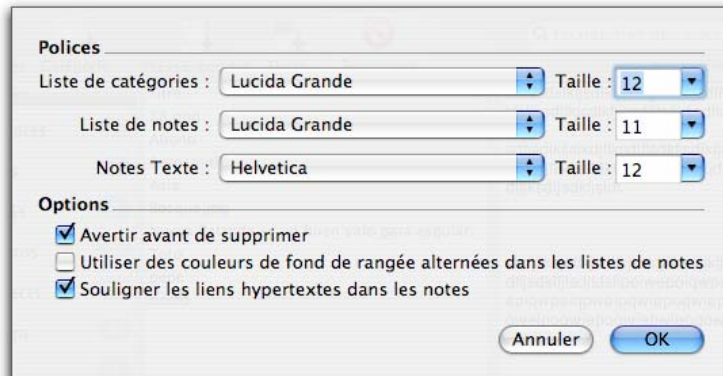 Polices
Liste de catégories : Lucida Grande Taille : 12
Liste de notes : Lucida Grande Taille : 11
Notes Texte : Helvetica Taille : 12
Options
Avertir avant de supprimer
Utiliser des couleurs de fond de rangée alternées dans les listes de notes
Souligner les liens hypertextes dans les notes
Annuler OK